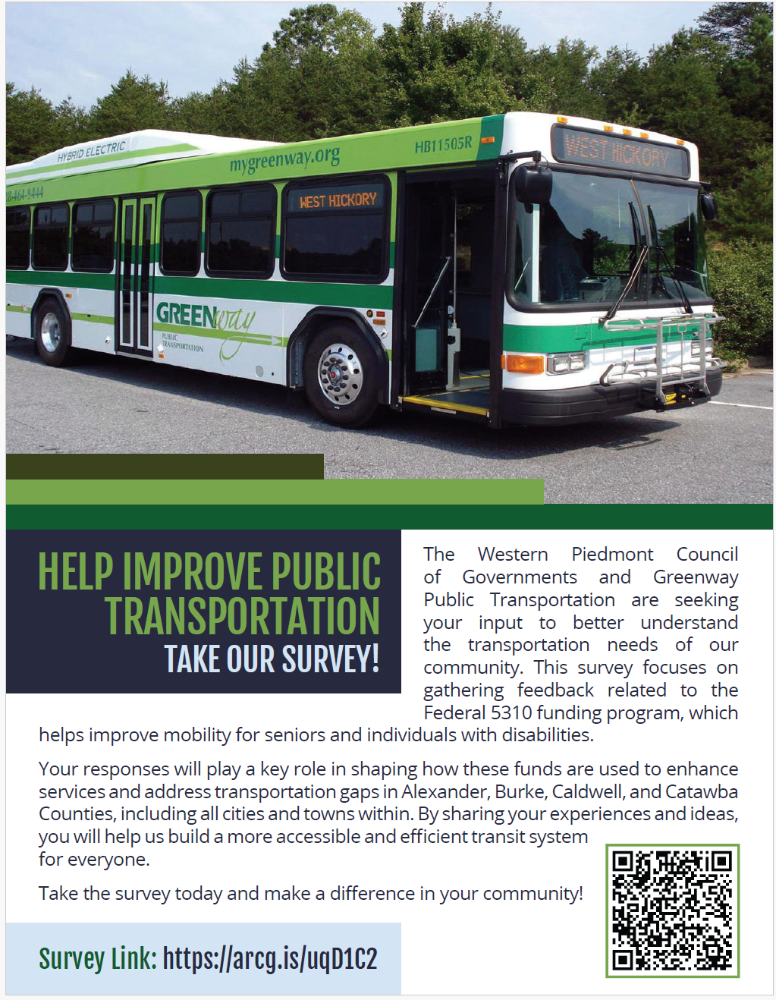 HYBRID ELECTRIC
mygreenway.org
HB11505R
WEST HICKORY
8-464-9444
WEST HICKORY
GREENway
PUBLIC
TRANSPORTATION
HELP IMPROVE PUBLIC
TRANSPORTATION
TAKE OUR SURVEY!
The Western Piedmont Council
of Governments and Greenway
Public Transportation are seeking
your input to better understand
the transportation needs of our
community. This survey focuses on
gathering feedback related to the
Federal 5310 funding program, which
helps improve mobility for seniors and individuals with disabilities.
Your responses will play a key role in shaping how these funds are used to enhance
services and address transportation gaps in Alexander, Burke, Caldwell, and Catawba
Counties, including all cities and towns within. By sharing your experiences and ideas,
you will help us build a more accessible and efficient transit system
for everyone.
Take the survey today and make a difference in your community!
Survey Link: https://arcg.is/uqD1C2